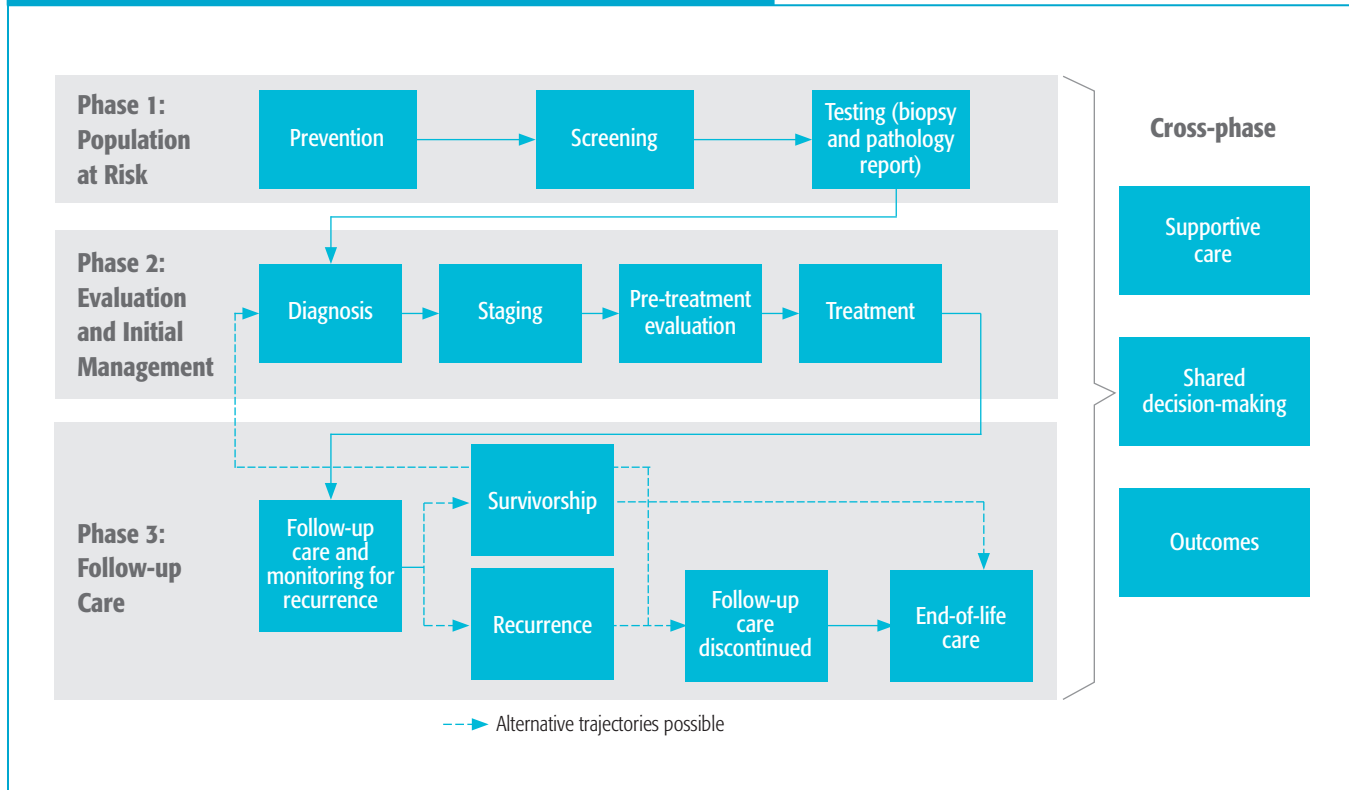 Phase 1:
Population
at Risk
Prevention
Screening
Testing (biopsy
and pathology
report)
Phase 2:
Evaluation
and Initial
Management
Diagnosis
Staging
Pre-treatment
evaluation
Treatment
Phase 3:
Follow-up
Care
Follow-up
care and
monitoring for
recurrence
Survivorship
Recurrence
Follow-up
care
discontinued
End-of-life
care
Cross-phase
Supportive
care
Shared
decision-making
Outcomes
Alternative trajectories possible